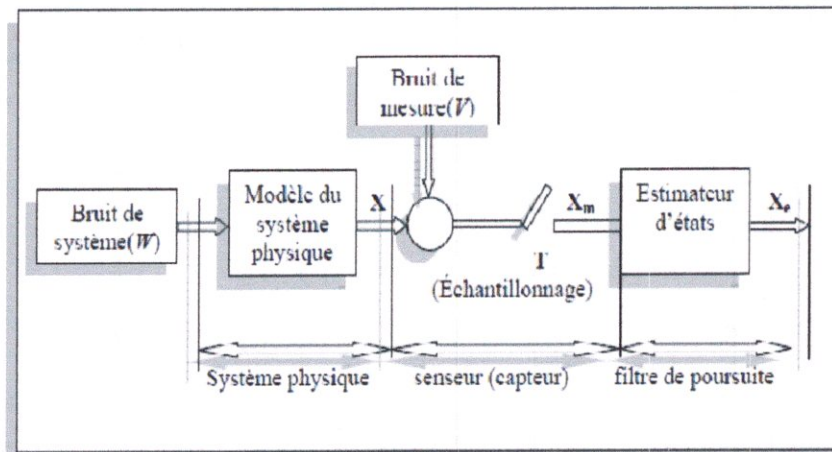 Bruit de
mesure(V)
Bruit de
système(W)
Modèle du
système
physique
X
T
(Échantillonnage)
Xm
Estimateur
d'états
Xe
Système physique
senseur (capteur)
filtre de poursuite